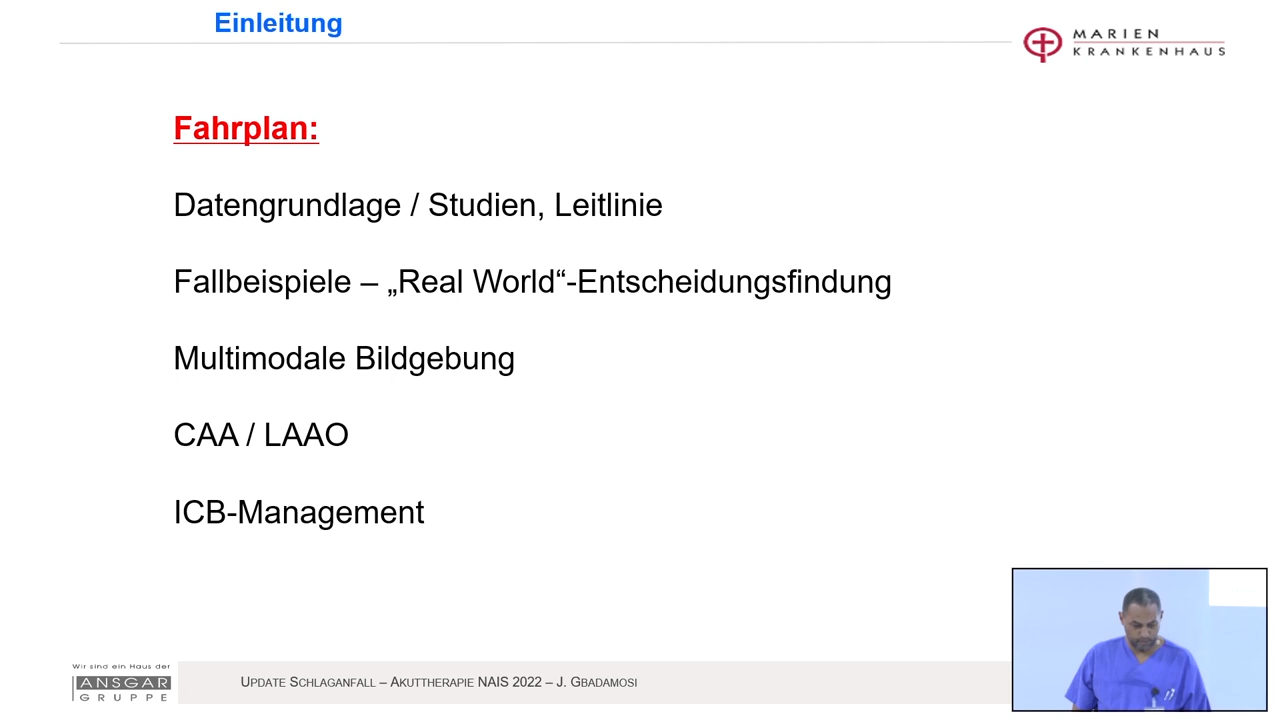 Einleitung
MARIEN
KRANKENHAUS
Fahrplan:
Datengrundlage / Studien, Leitlinie
Fallbeispiele – „Real World“-Entscheidungsfindung
Multimodale Bildgebung
CAA / LAAO
ICB-Management
Wir sind ein Haus der
ANSGAR
GRUPPE
UPDATE SCHLAGANFALL – AKUTTHERAPIE NAIS 2022 – J. GBADAMOSI